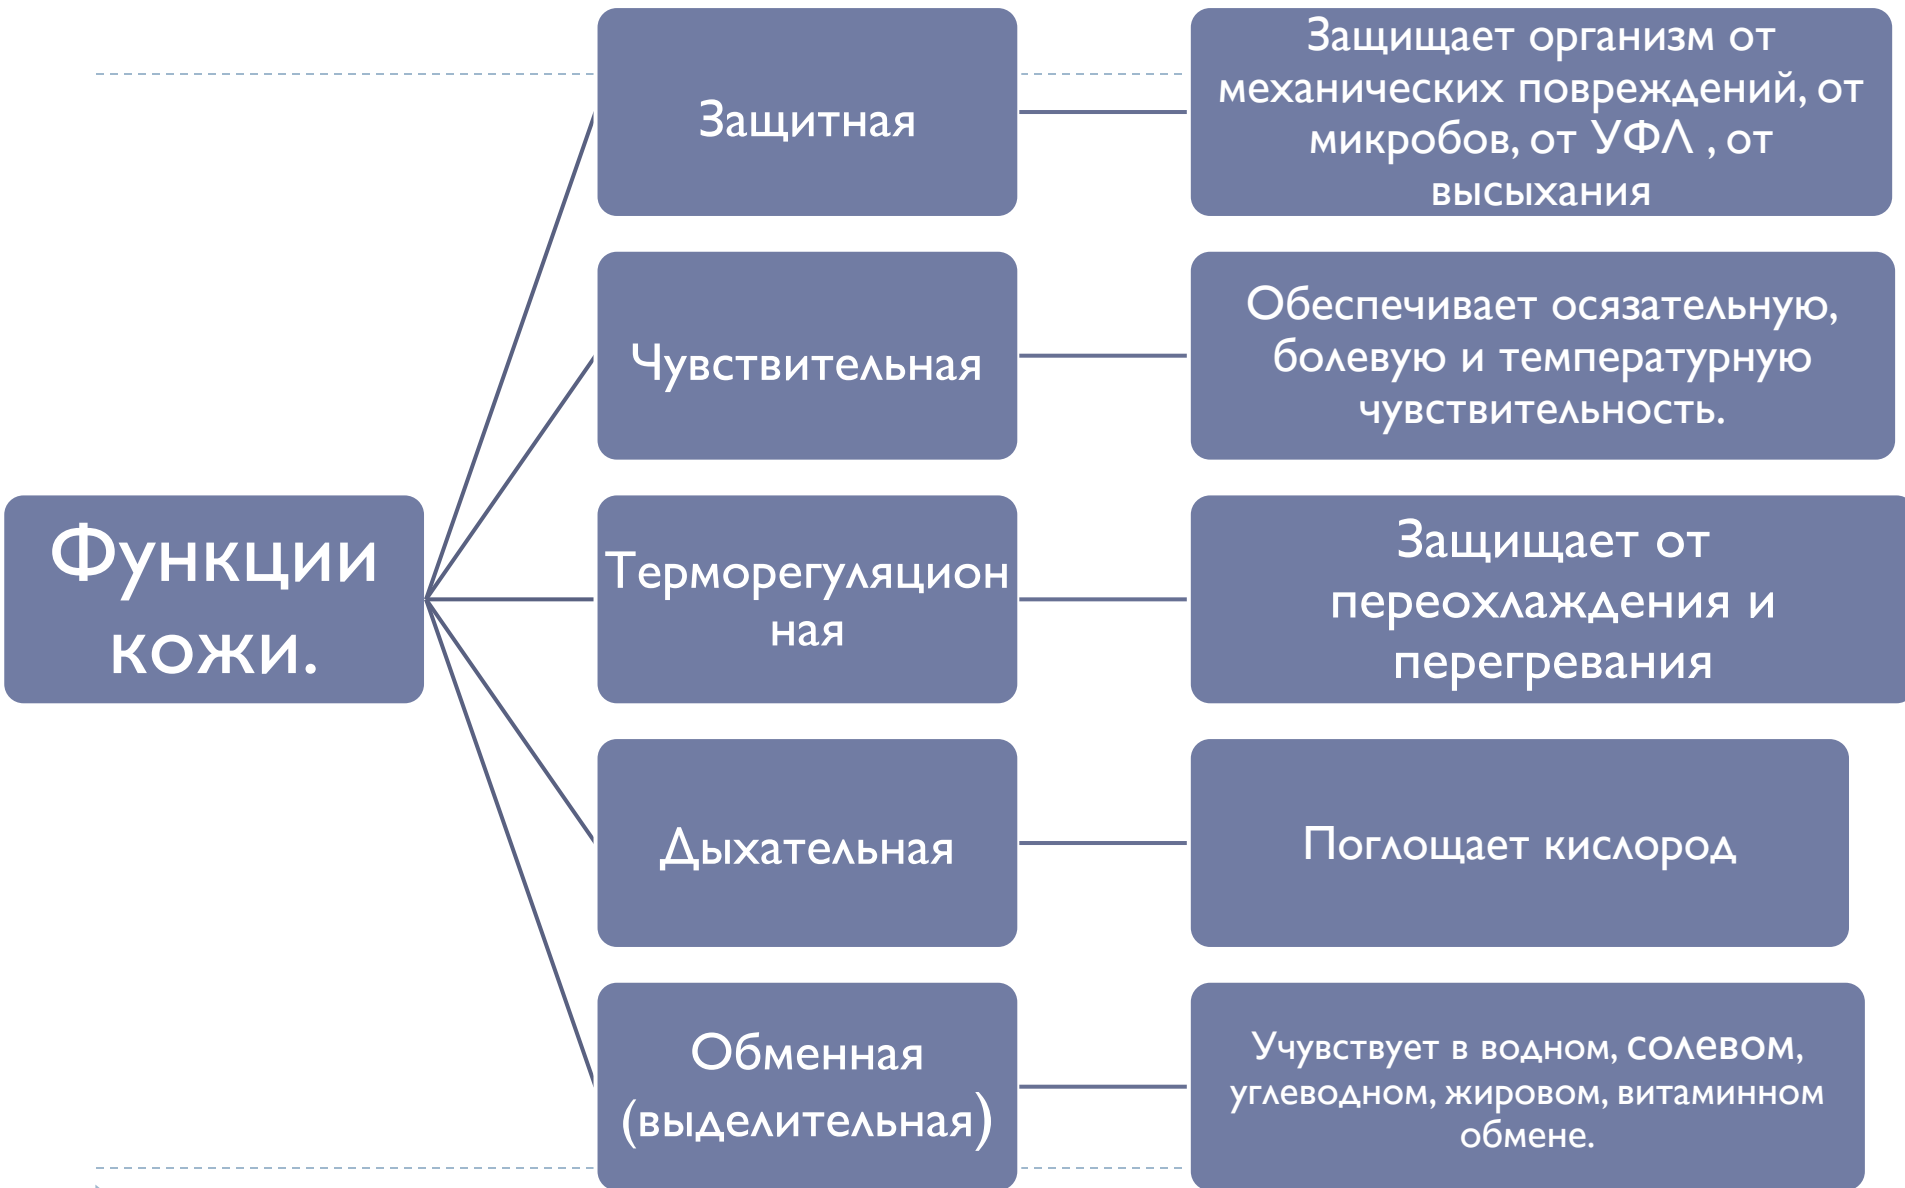 Функции
кожи.
Защитная
Защищает организм от
механических повреждений, от
микробов, от УФЛ , от
высыхания
Чувствительная
Обеспечивает осязательную,
болевую и температурную
чувствительность.
Терморегуляцион
ная
Защищает от
переохлаждения и
перегревания
Дыхательная
Поглощает кислород
Обменная
(выделительная)
Учувствует в водном, солевом,
углеводном, жировом, витаминном
обмене.